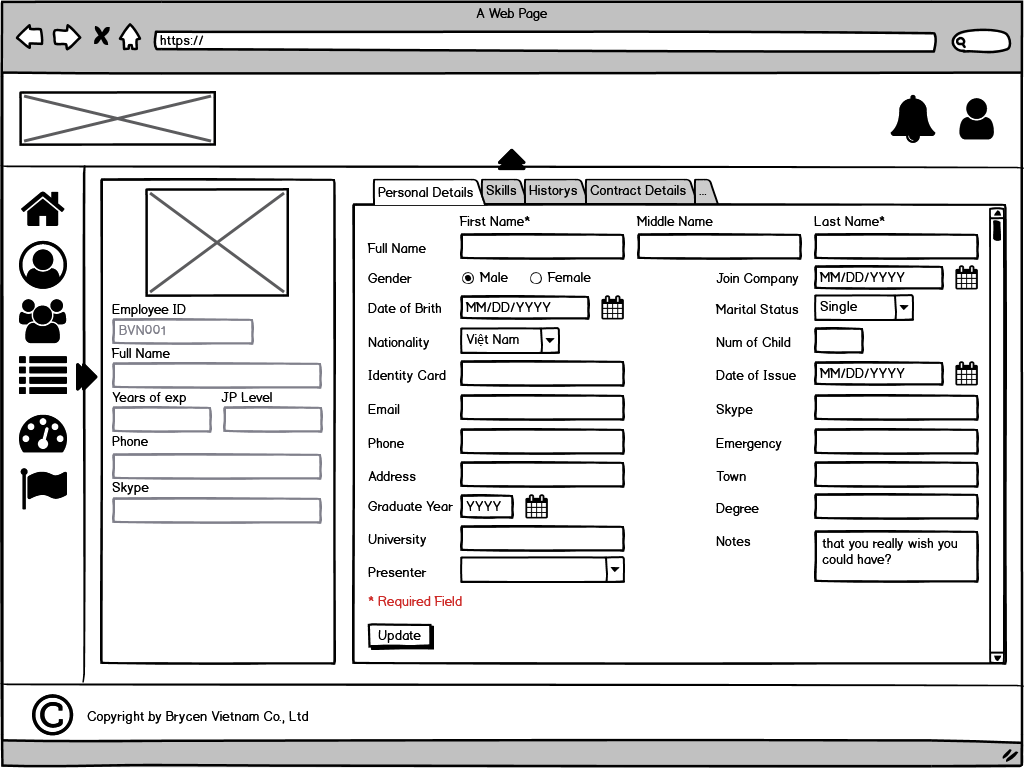 A Web Page
https://
Personal Details
Skills
Historys
Contract Details
...
First Name*
Middle Name
Last Name*
Full Name
Gender
Male
Female
Join Company
MM/DD/YYYY
Date of Birth
MM/DD/YYYY
Marital Status
Single
Nationality
Việt Nam
Num of Child
Identity Card
Date of Issue
MM/DD/YYYY
Email
Skype
Phone
Emergency
Address
Town
Graduate Year
YYYY
Degree
University
Notes
that you really wish you
could have?
Presenter
* Required Field
Update
Employee ID
BVN001
Full Name
Years of exp
JP Level
Phone
Skype
© Copyright by Brycen Vietnam Co., Ltd